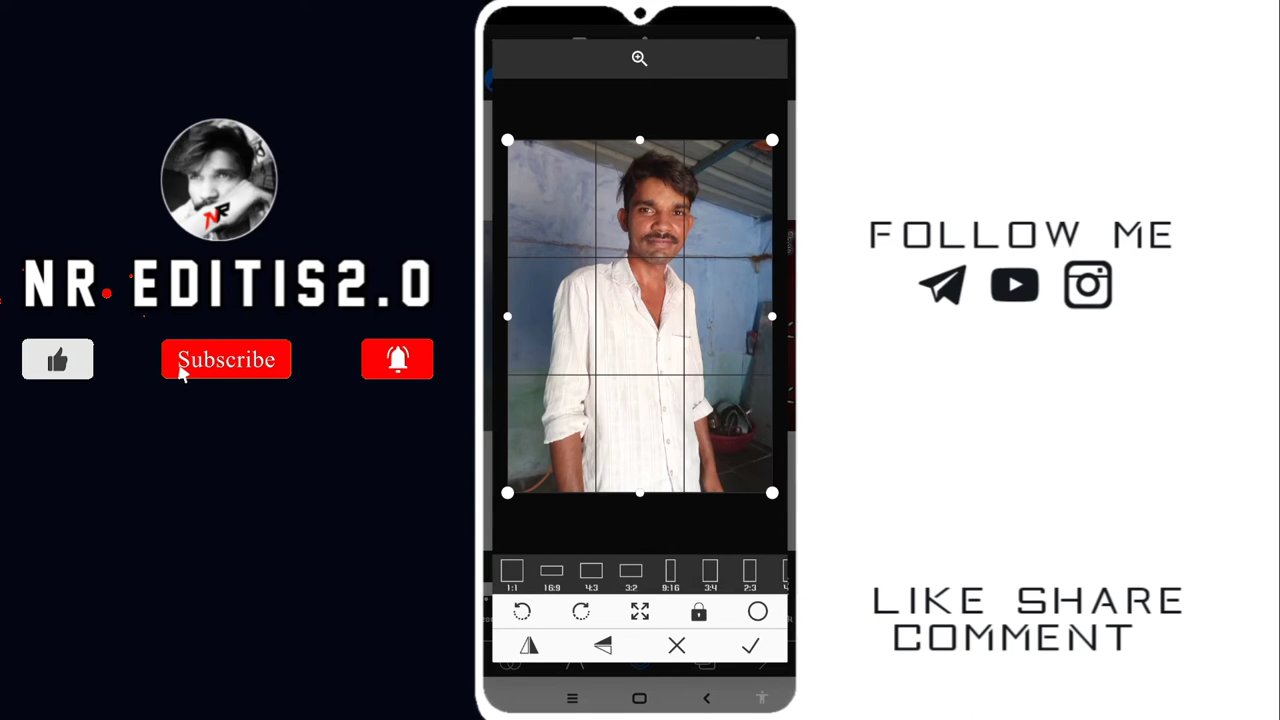 NR EDITIS2.0
Subscribe
NR
1:1 16:9 4:3 3:2 9:16 3:4 2:3
FOLLOW ME
LIKE SHARE
COMMENT